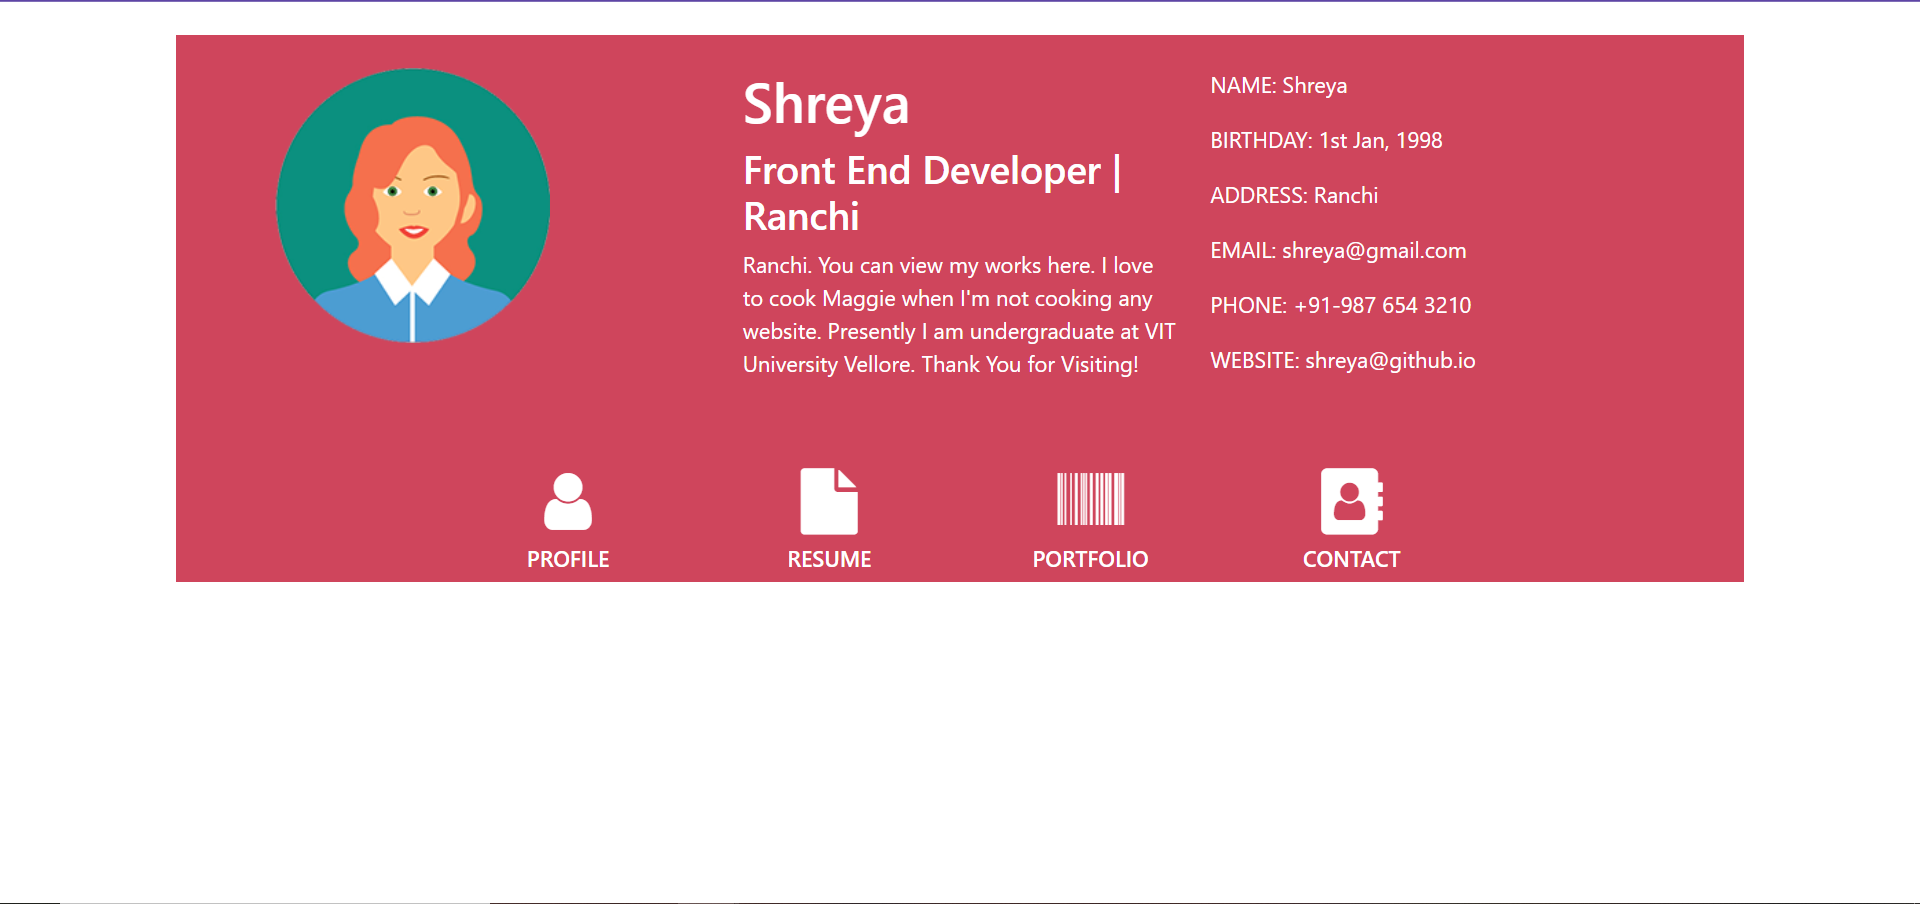 Shreya
Front End Developer |
Ranchi
Ranchi. You can view my works here. I love
to cook Maggie when I'm not cooking any
website. Presently I am undergraduate at VIT
University Vellore. Thank You for Visiting!
NAME: Shreya
BIRTHDAY: 1st Jan, 1998
ADDRESS: Ranchi
EMAIL: shreya@gmail.com
PHONE: +91-987 654 3210
WEBSITE: shreya@github.io
PROFILE
RESUME
PORTFOLIO
CONTACT